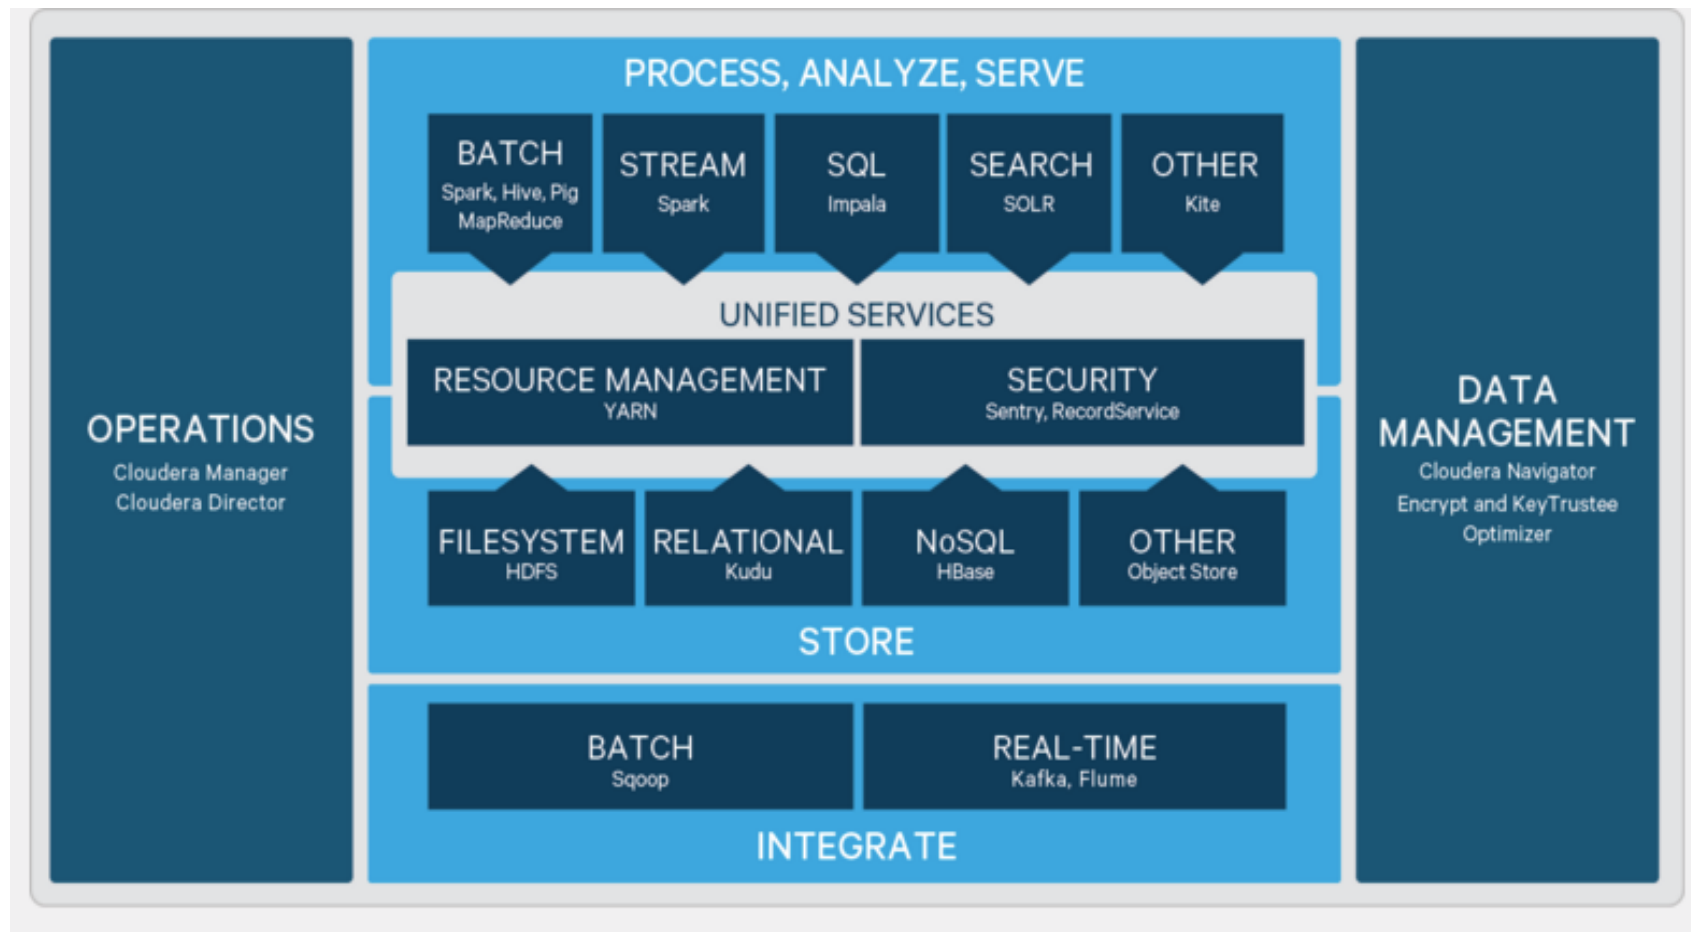 PROCESS, ANALYZE, SERVE
BATCH
Spark, Hive, Pig
MapReduce
STREAM
Spark
SQL
Impala
SEARCH
SOLR
OTHER
Kite
UNIFIED SERVICES
RESOURCE MANAGEMENT
YARN
SECURITY
Sentry, RecordService
OPERATIONS
Cloudera Manager
Cloudera Director
DATA
MANAGEMENT
Cloudera Navigator
Encrypt and KeyTrustee
Optimizer
FILESYSTEM
HDFS
RELATIONAL
Kudu
NoSQL
HBase
OTHER
Object Store
STORE
BATCH
Sqoop
REAL-TIME
Kafka, Flume
INTEGRATE